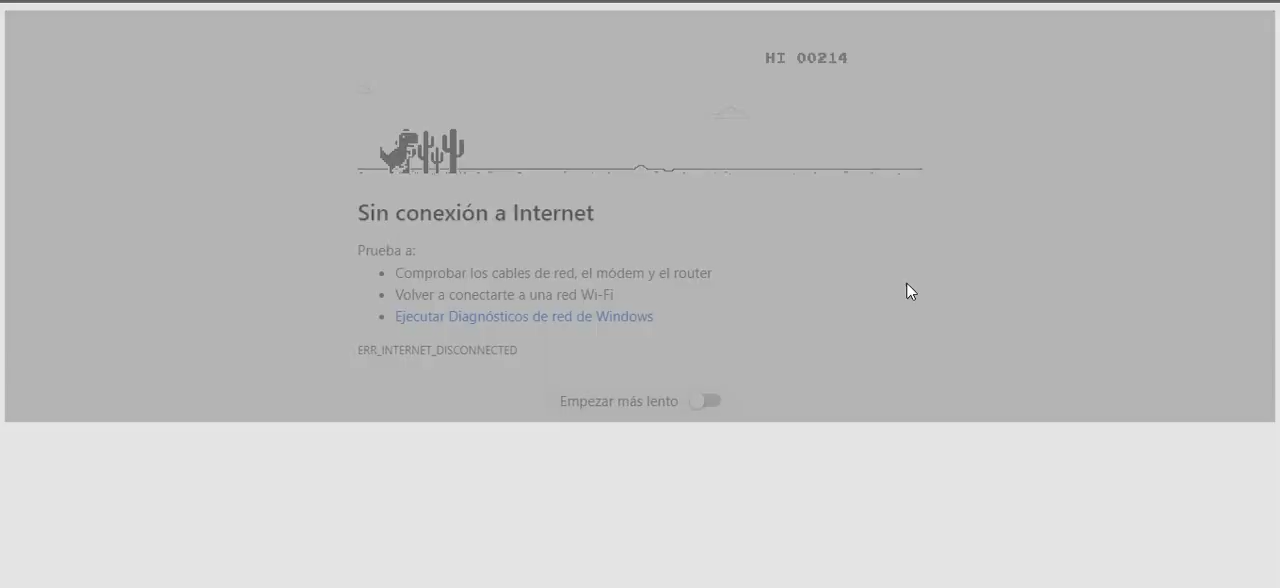 HI 00214
Sin conexión a Internet
Prueba a:
Comprobar los cables de red, el módem y el router
Volver a conectarte a una red Wi-Fi
Ejecutar Diagnósticos de red de Windows
ERR_INTERNET_DISCONNECTED
Empezar más lento